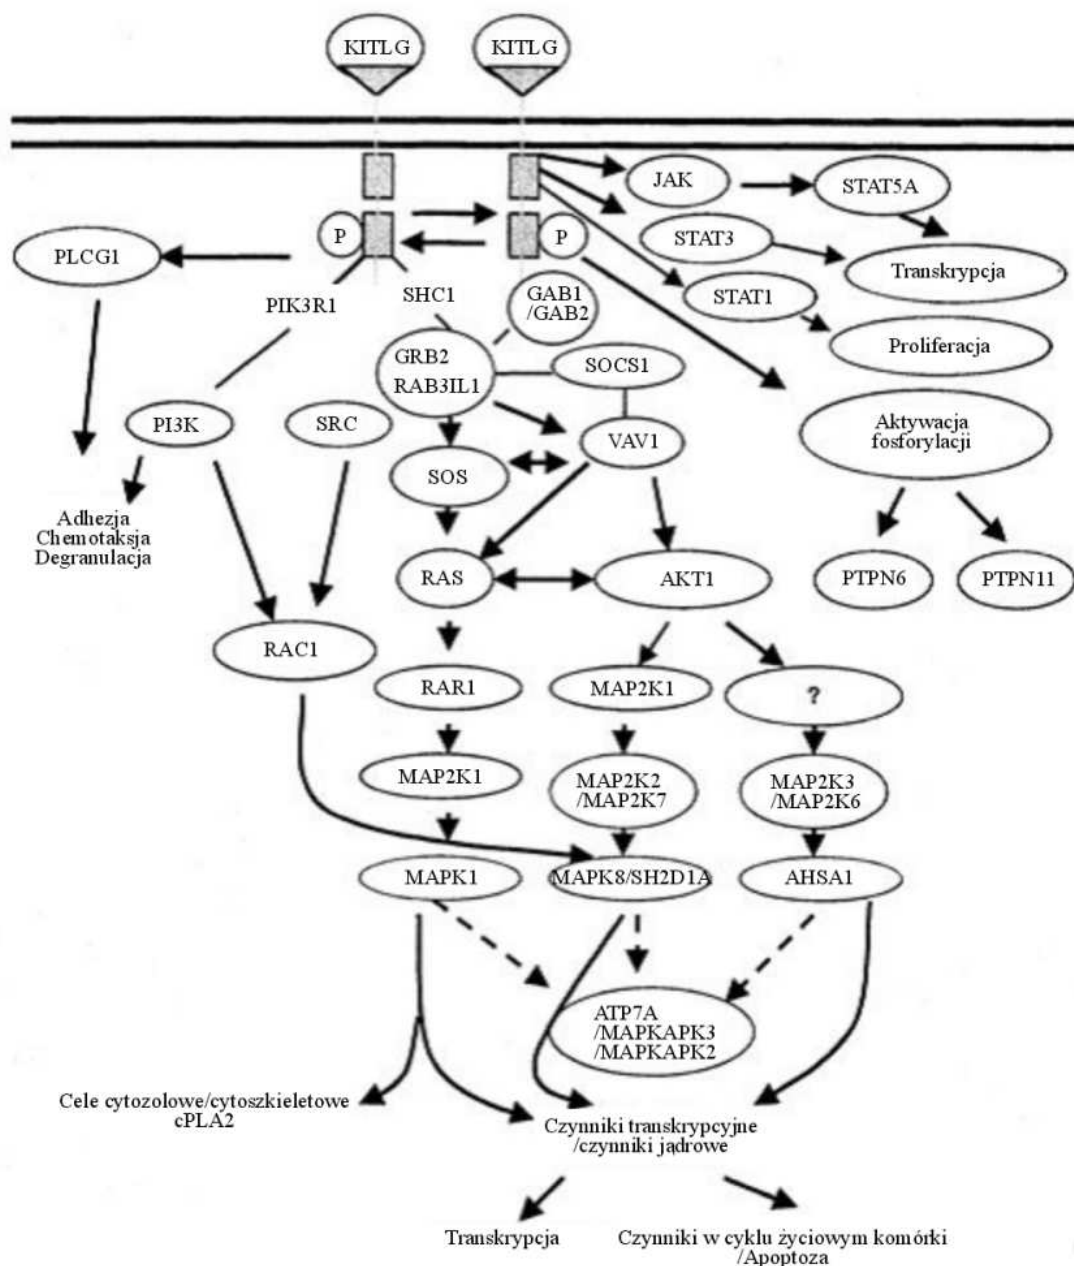 KITLG
KITLG
JAK
STAT5A
P
P
STAT3
PLCG1
Transkrypcja
STAT1
PIK3R1
SHC1
GAB1
/GAB2
Proliferacja
GRB2
RAB3IL1
SOCS1
PI3K
SRC
VAV1
Aktywacja
fosforylacji
SOS
Adhezja
Chemotaksja
Degranulacja
RAS
AKT1
PTPN6
PTPN11
RAC1
RAR1
MAP2K1
?
MAP2K1
MAP2K2
/MAP2K7
MAP2K3
/MAP2K6
MAPK1
MAPK8/SH2D1A
AHSA1
ATP7A
/MAPKAPK3
/MAPKAPK2
Cele cytozolowe/cytoszkieletowe
cPLA2
Czynniki transkrypcyjne
/czynniki jądrowe
Transkrypcja
Czynniki w cyklu życiowym komórki
/Apoptoza